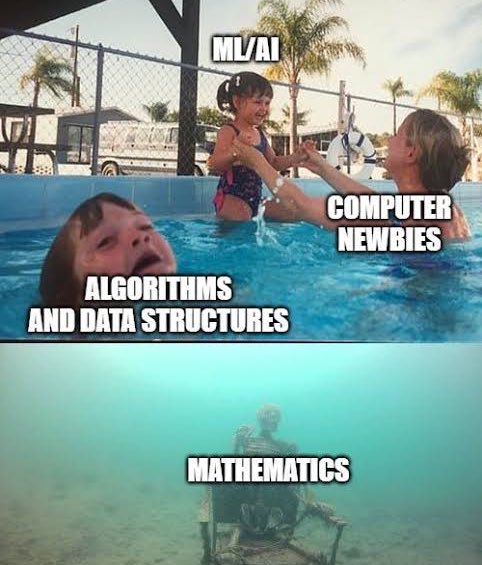 ML/AI
COMPUTER
NEWBIES
ALGORITHMS
AND DATA STRUCTURES
MATHEMATICS